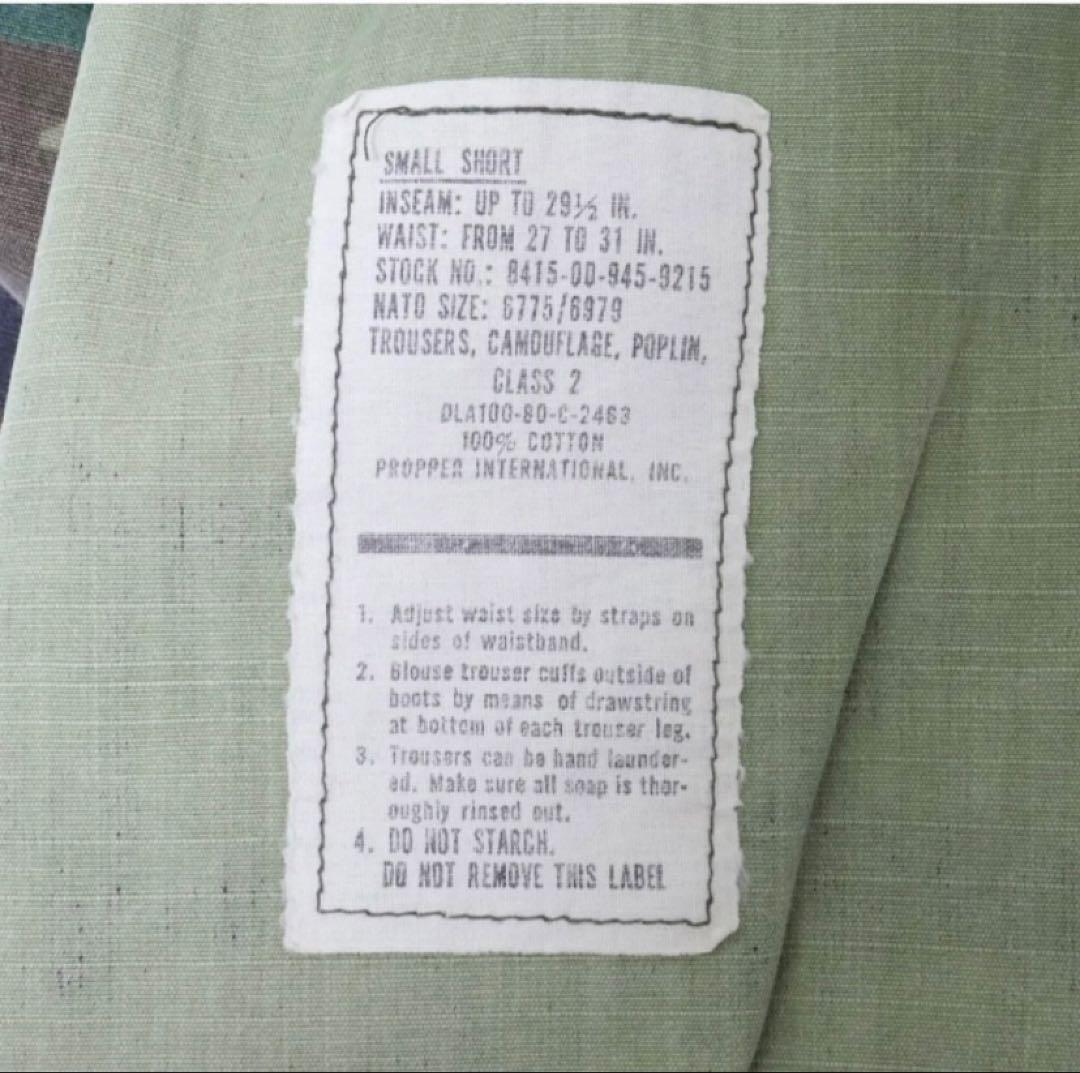 SMALL SHORT
INSEAM: UP TO 29½ IN.
WAIST: FROM 27 TO 31 IN.
STOCK NO.: 8415-00-945-9215
NATO SIZE: 6775/6979
TROUSERS, CAMOUFLAGE, POPLIN,
CLASS 2
DLA100-80-C-2463
100% COTTON
PROPPER INTERNATIONAL, INC.
1. Adjust waist size by straps on
sides of waistband.
2. Blouse trouser cuffs outside of
boots by means of drawstring
at bottom of each trouser leg.
3. Trousers can be hand launder-
ed. Make sure all soap is thor-
oughly rinsed out.
4. DO NOT STARCH.
DO NOT REMOVE THIS LABEL